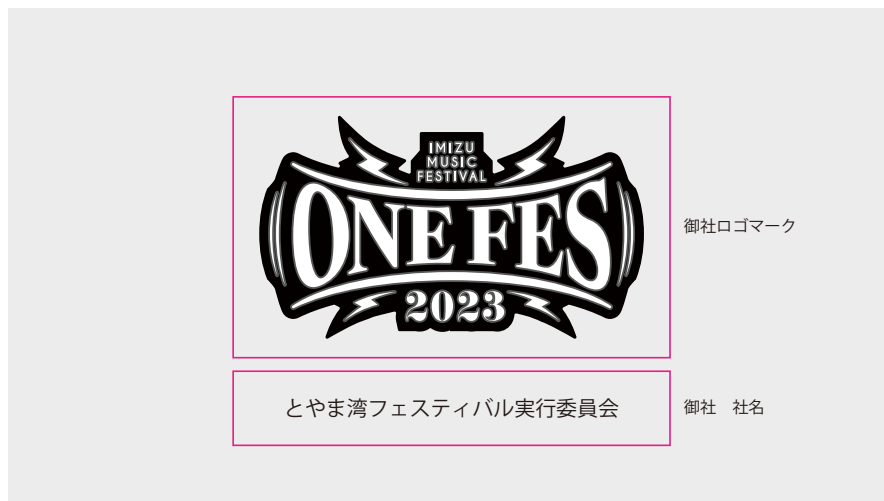 IMIZU
MUSIC
FESTIVAL
ONE FES
2023
御社ロゴマーク
とやま湾フェスティバル実行委員会
御社　社名